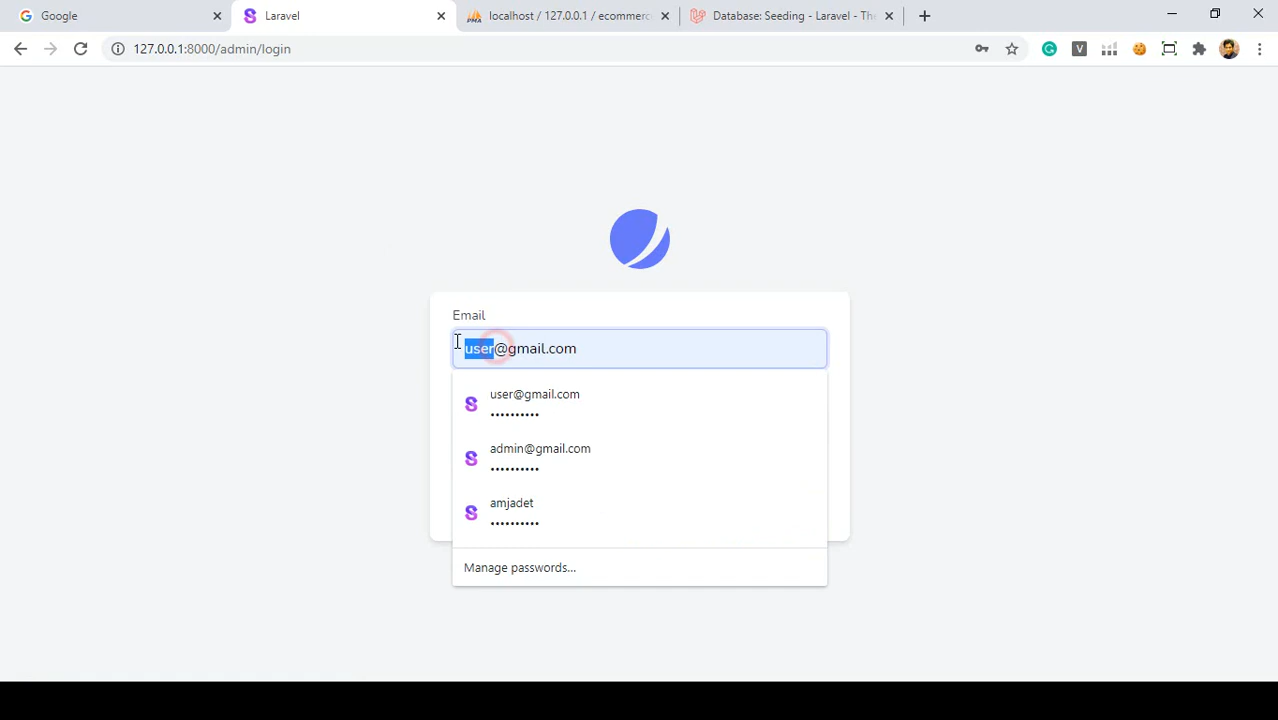 Google
Laravel
localhost / 127.0.0.1 / ecommerc
Database: Seeding - Laravel - The
127.0.0.1:8000/admin/login
Email
user@gmail.com
user@gmail.com
••••••••••
admin@gmail.com
••••••••••
amjadet
••••••••••
Manage passwords...